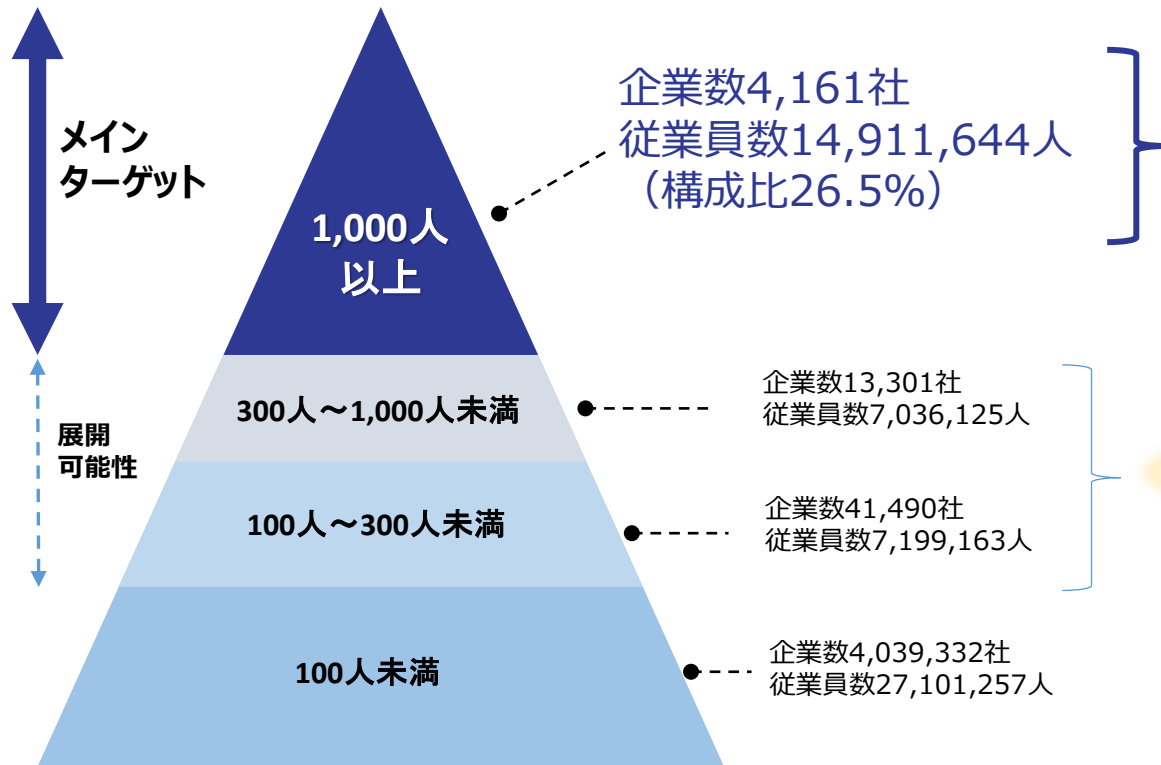 メイン
ターゲット
1,000人
以上
企業数4,161社
従業員数14,911,644人
（構成比26.5%）
展開
可能性
300人～1,000人未満
企業数13,301社
従業員数7,036,125人
100人～300人未満
企業数41,490社
従業員数7,199,163人
100人未満
企業数4,039,332社
従業員数27,101,257人